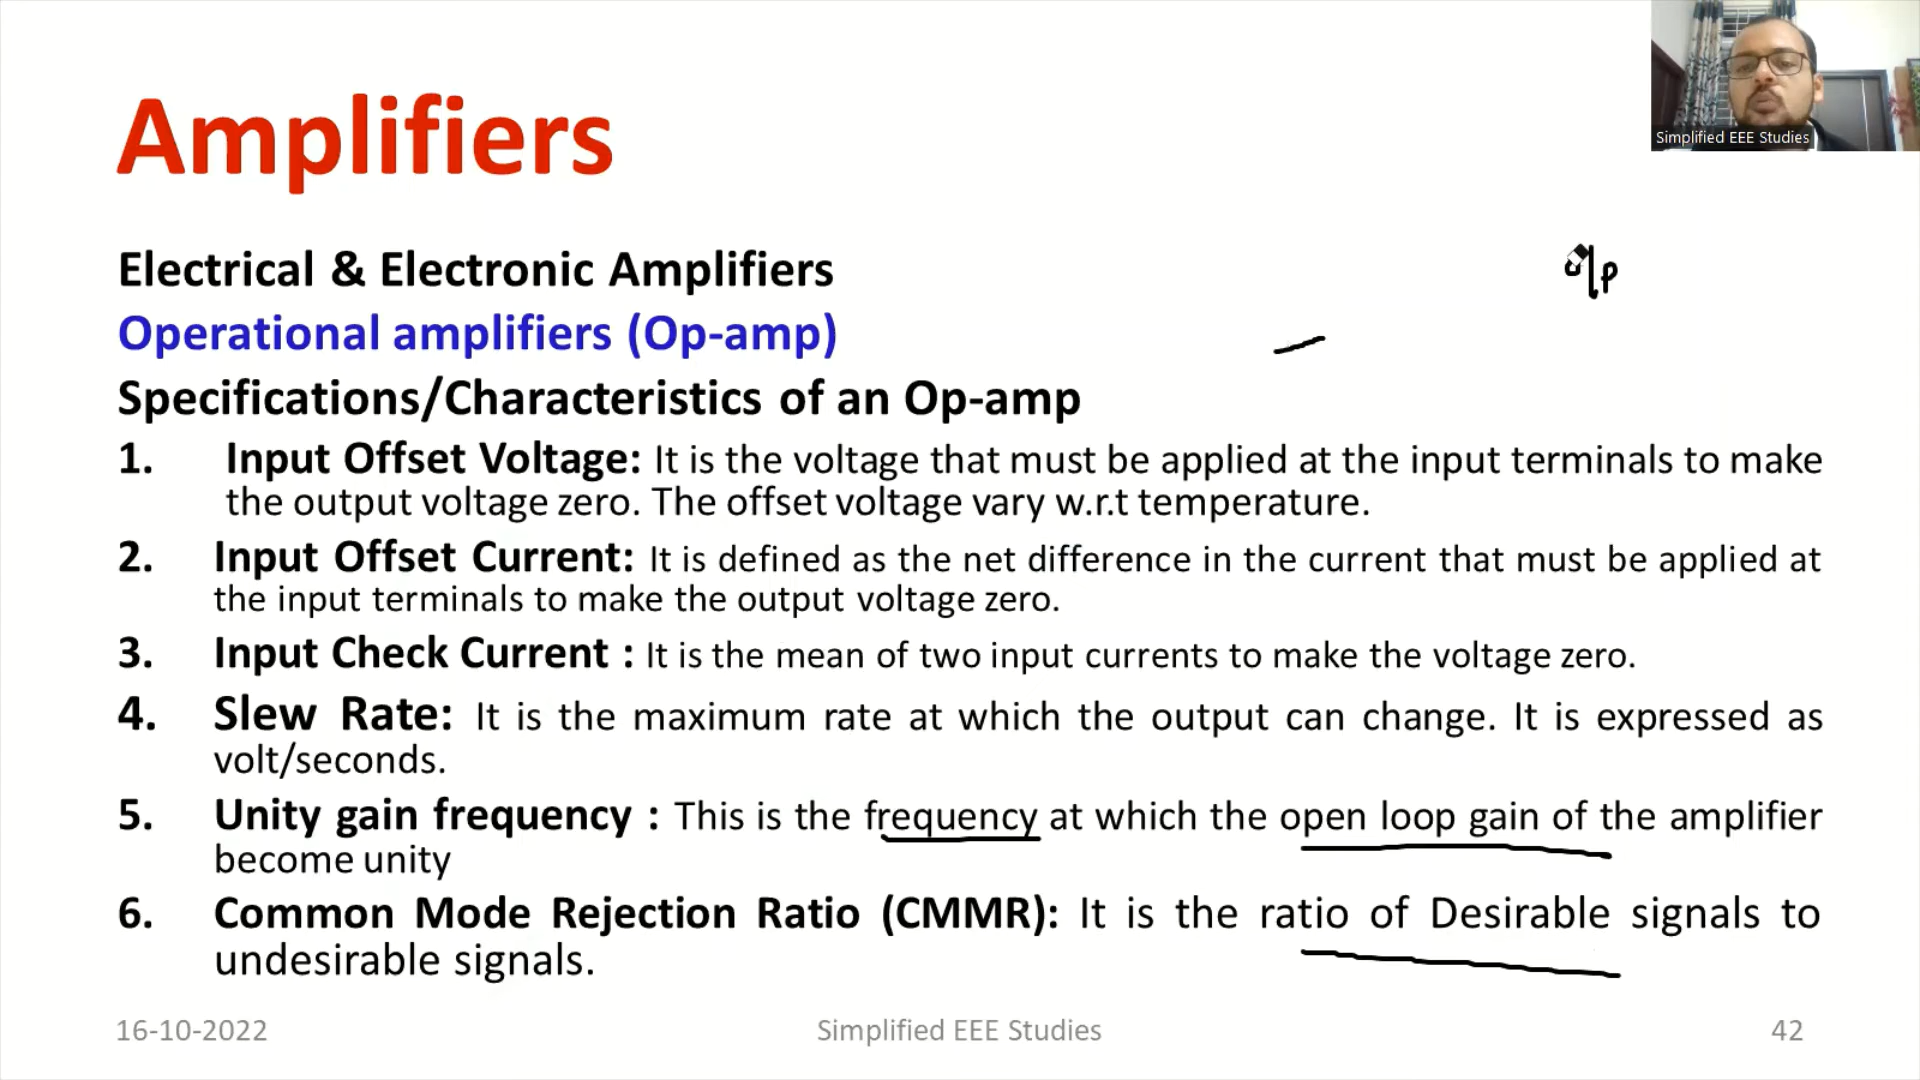 Simplified EEE Studies
Amplifiers
o/p
Electrical & Electronic Amplifiers
Operational amplifiers (Op-amp)
Specifications/Characteristics of an Op-amp
1. Input Offset Voltage: It is the voltage that must be applied at the input terminals to make
the output voltage zero. The offset voltage vary w.r.t temperature.
2. Input Offset Current: It is defined as the net difference in the current that must be applied at
the input terminals to make the output voltage zero.
3. Input Check Current : It is the mean of two input currents to make the voltage zero.
4. Slew Rate: It is the maximum rate at which the output can change. It is expressed as
volt/seconds.
5. Unity gain frequency : This is the frequency at which the open loop gain of the amplifier
become unity
6. Common Mode Rejection Ratio (CMMR): It is the ratio of Desirable signals to
undesirable signals.
16-10-2022
Simplified EEE Studies
42